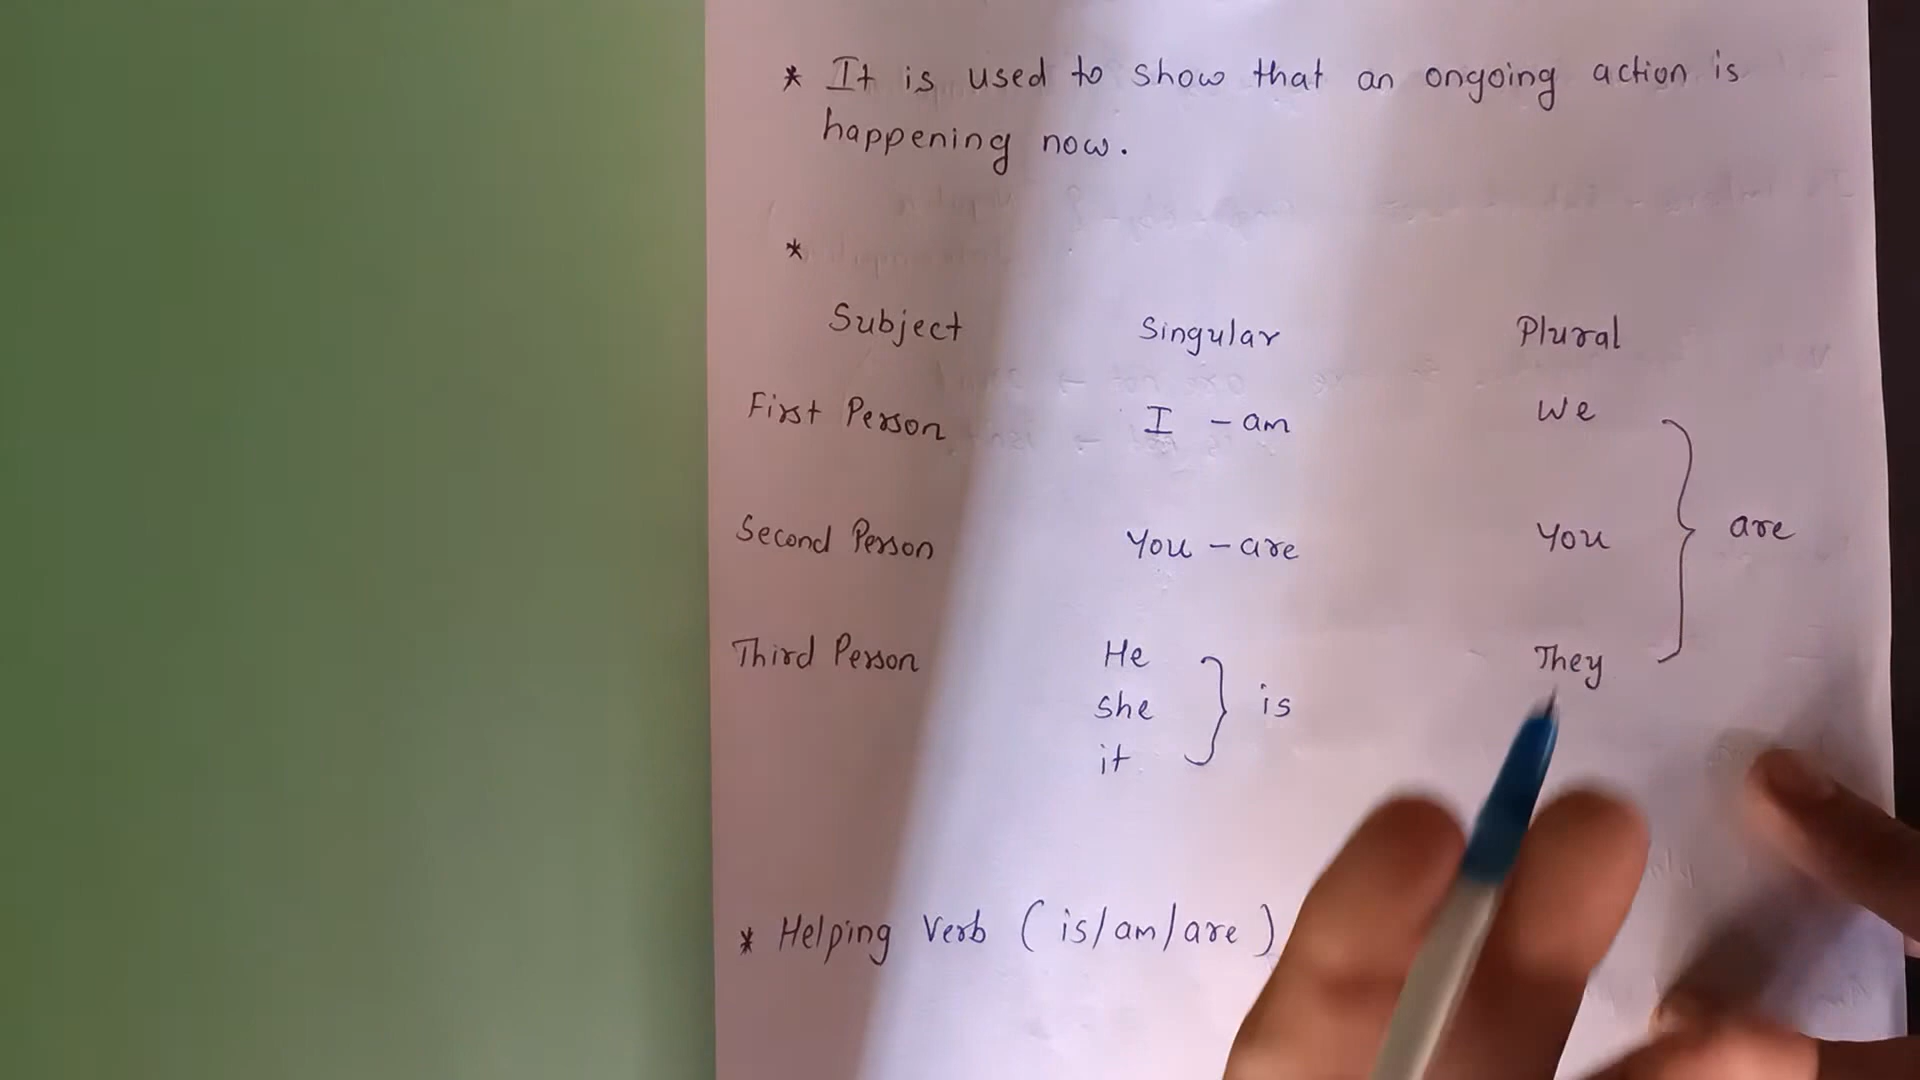 * It is used to show that an ongoing action is
happening now.
*
Subject Singular Plural
First Person I - am We
Second Person You - are You } are
Third Person He They
she } is
it
* Helping Verb ( is/am/are )